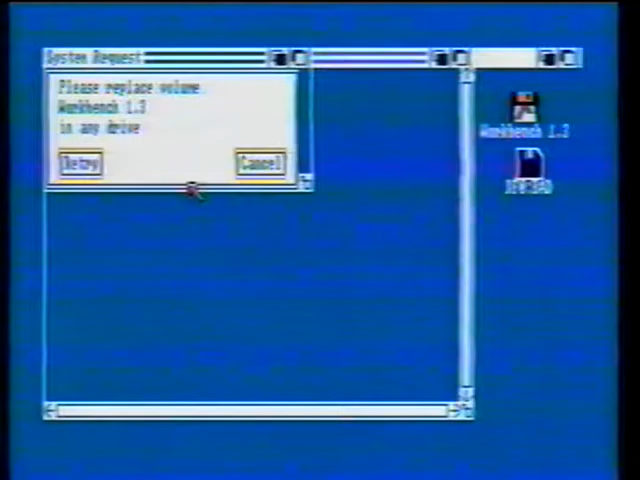 System Request
Please replace volume
Workbench 1.3
in any drive
Retry
Cancel
Workbench 1.3